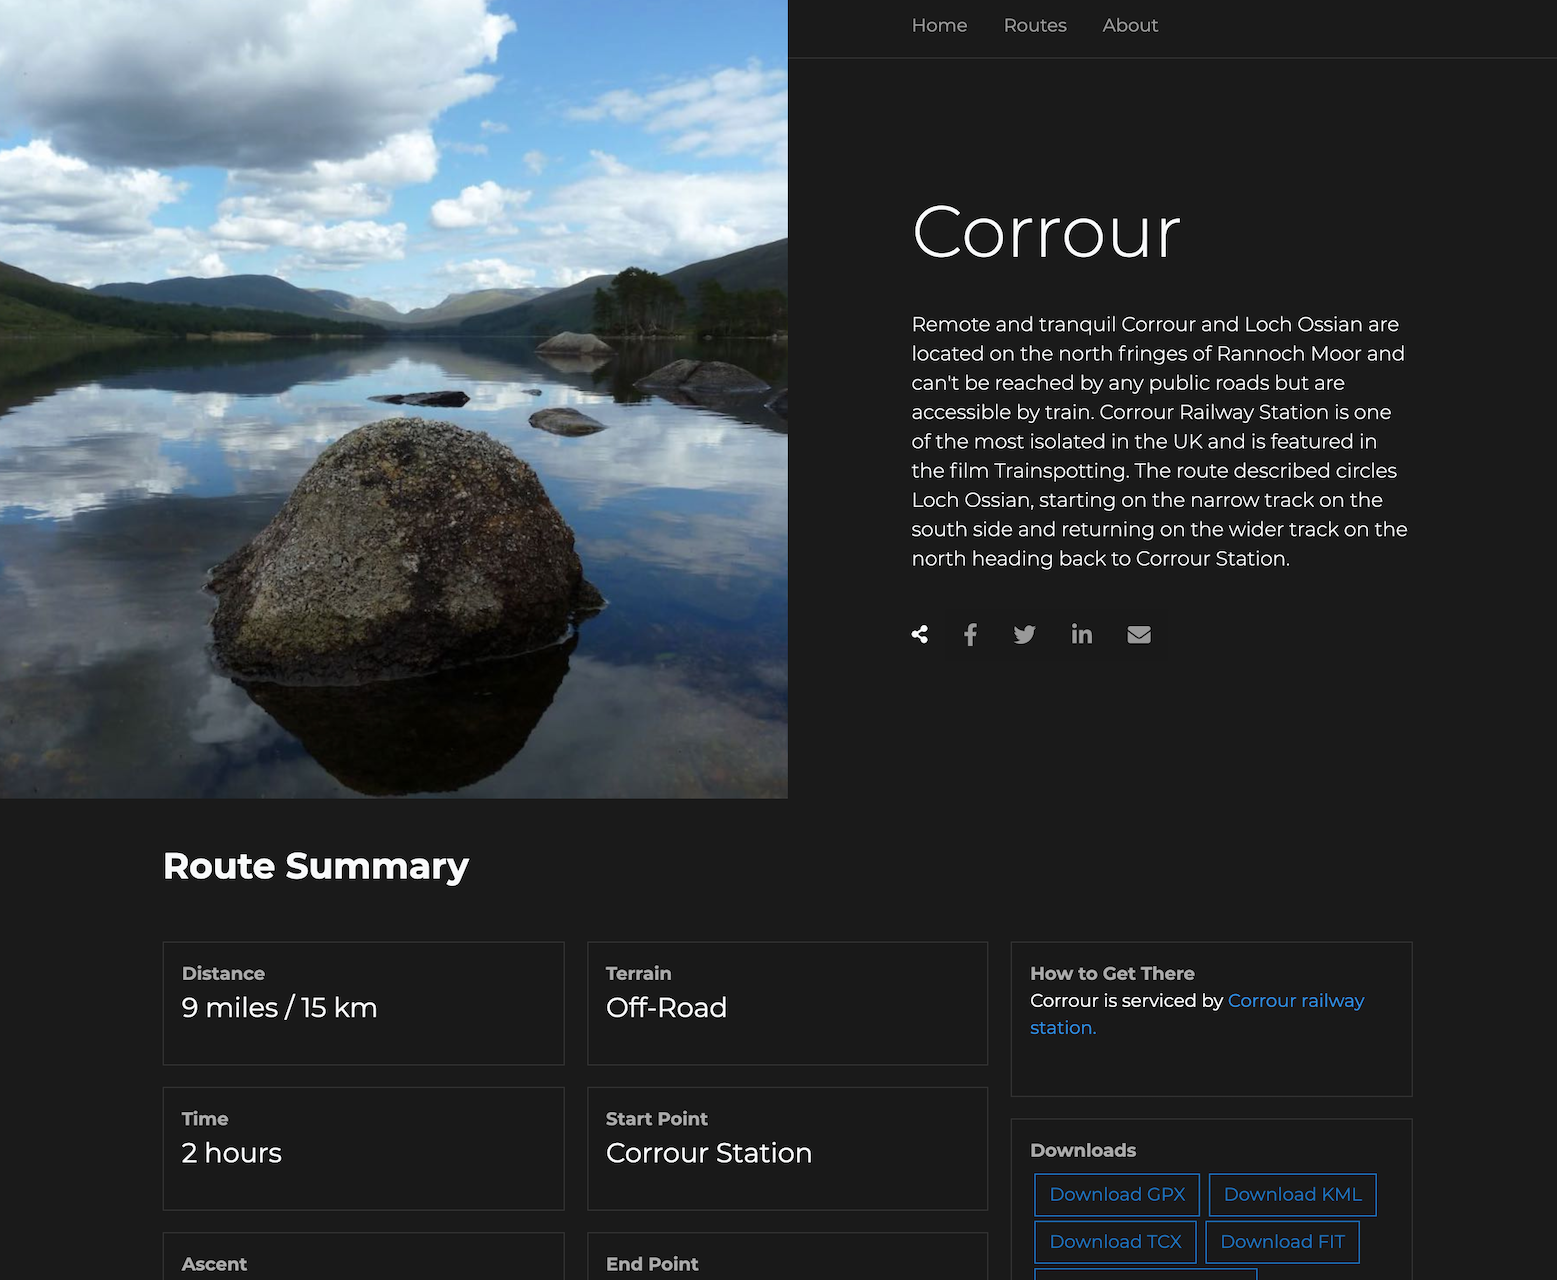 Home Routes About
Corrour
Remote and tranquil Corrour and Loch Ossian are
located on the north fringes of Rannoch Moor and
can't be reached by any public roads but are
accessible by train. Corrour Railway Station is one
of the most isolated in the UK and is featured in
the film Trainspotting. The route described circles
Loch Ossian, starting on the narrow track on the
south side and returning on the wider track on the
north heading back to Corrour Station.
Route Summary
Distance
9 miles / 15 km
Terrain
Off-Road
How to Get There
Corrour is serviced by Corrour railway
station.
Time
2 hours
Start Point
Corrour Station
Downloads
Download GPX
Download KML
Download TCX
Download FIT
Ascent
End Point